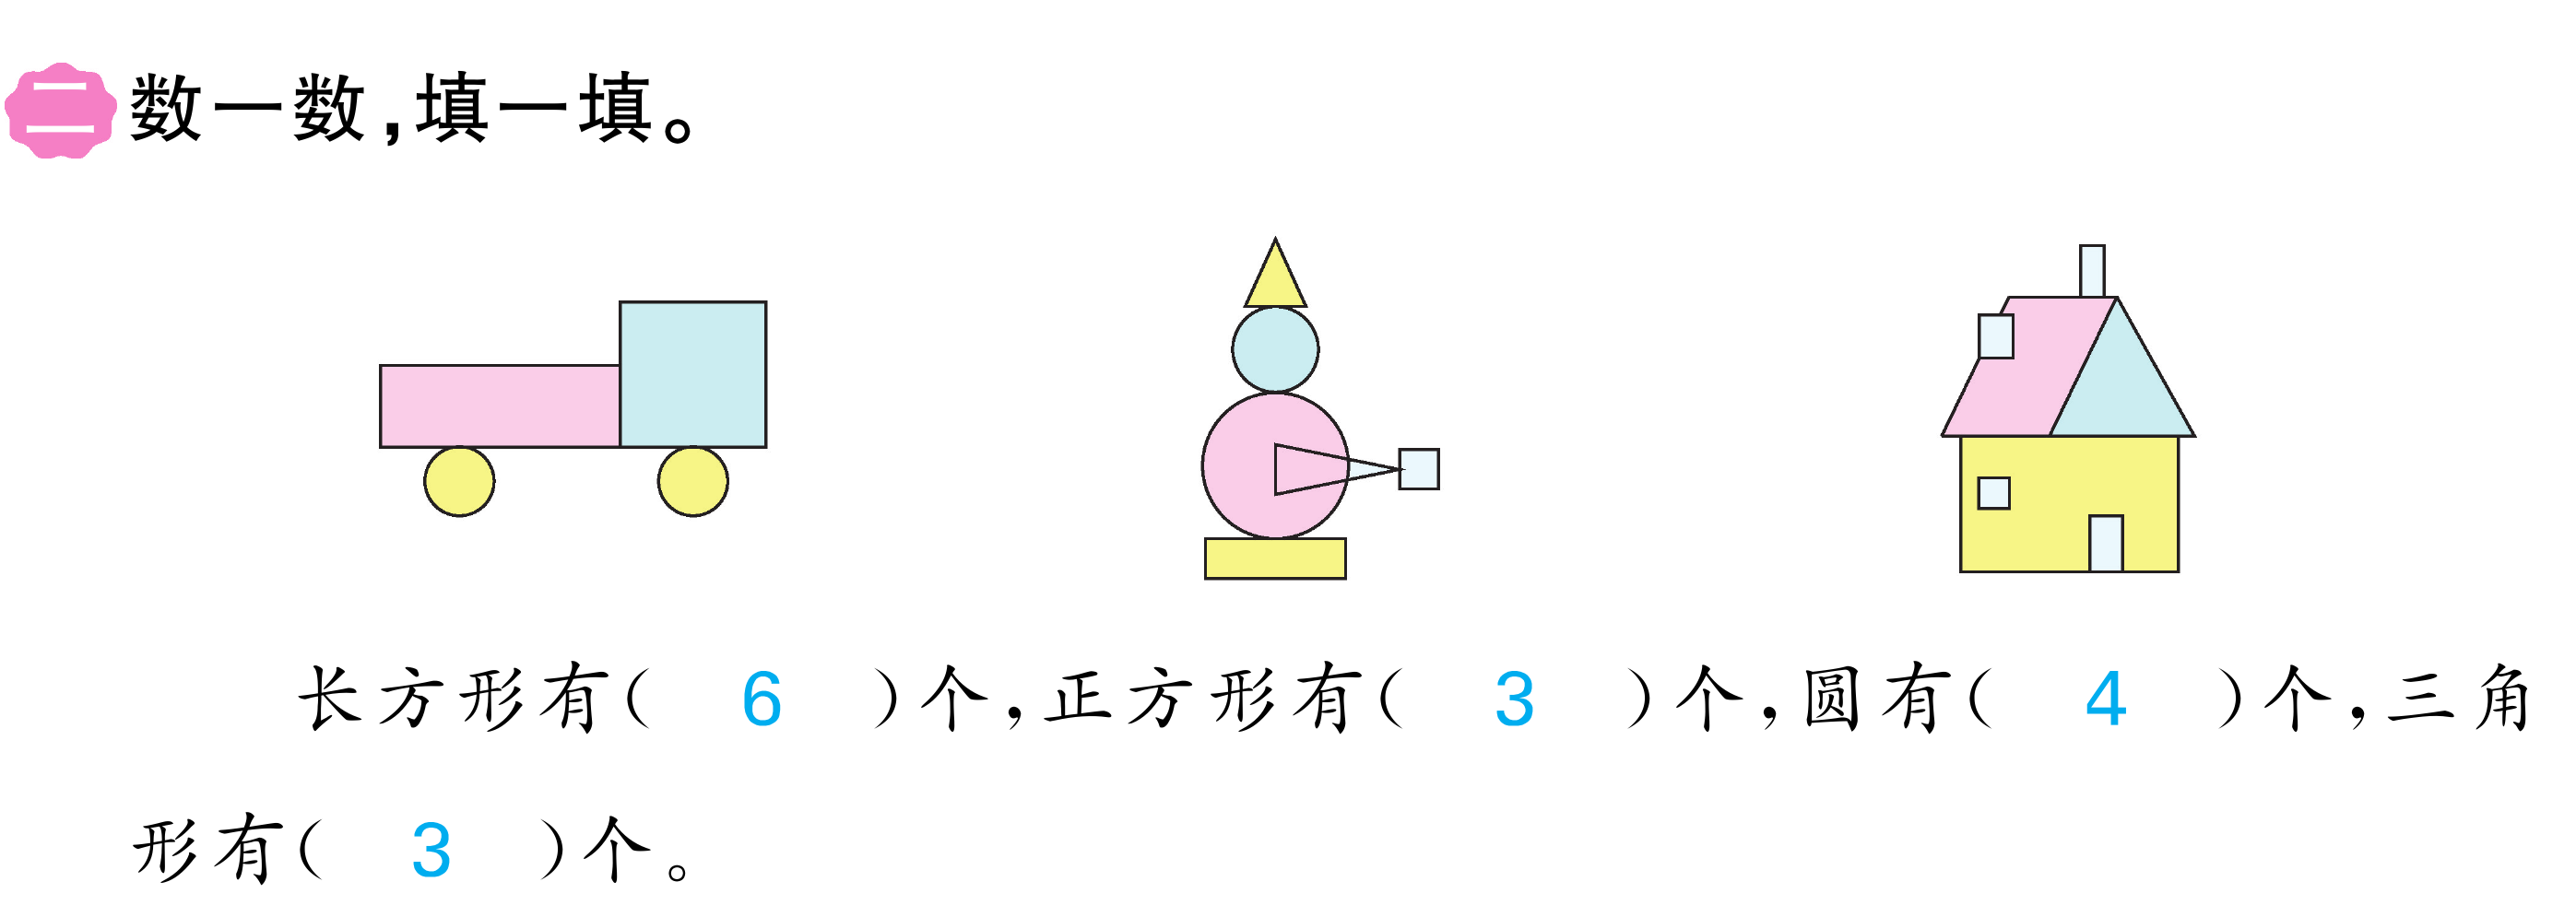 二 数一数,填一填。
长方形有( 6 )个,正方形有( 3 )个,圆有( 4 )个,三角
形有( 3 )个。